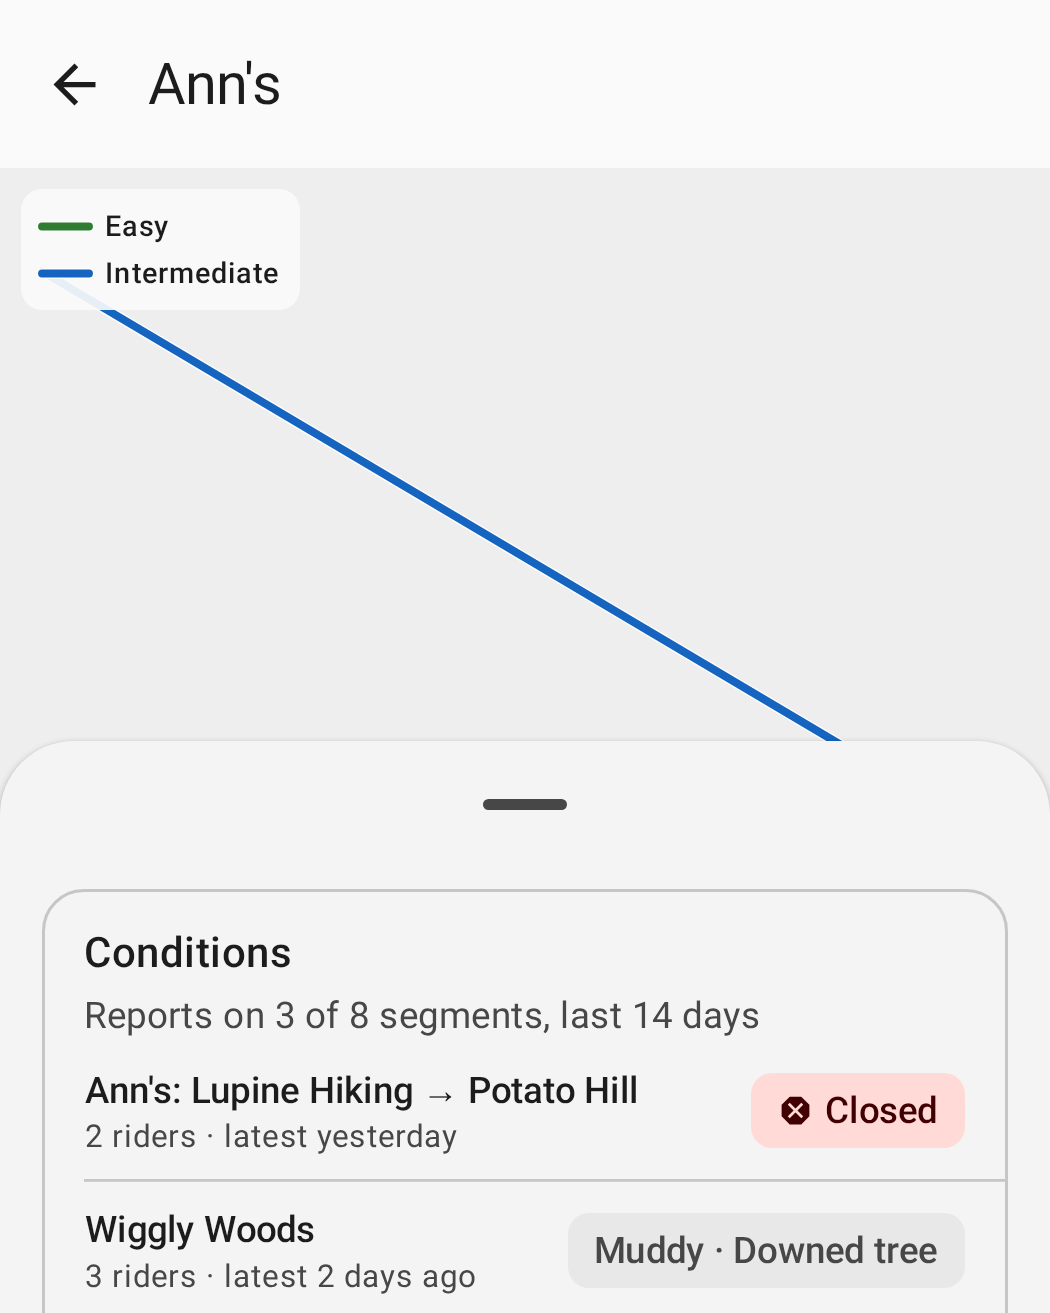 Ann's
Easy
Intermediate
Conditions
Reports on 3 of 8 segments, last 14 days
Ann's: Lupine Hiking → Potato Hill
2 riders · latest yesterday
Closed
Wiggly Woods
3 riders · latest 2 days ago
Muddy · Downed tree